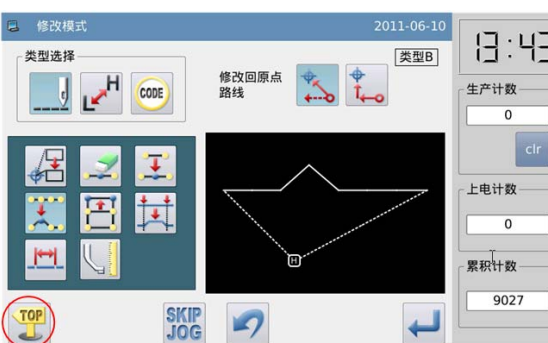 修改模式
2011-06-10
类型选择
类型B
H
L
CODE
修改回原点
路线
H
TOP
SKIP
JOG
生产计数
0
clr
上电计数
0
累积计数
9027